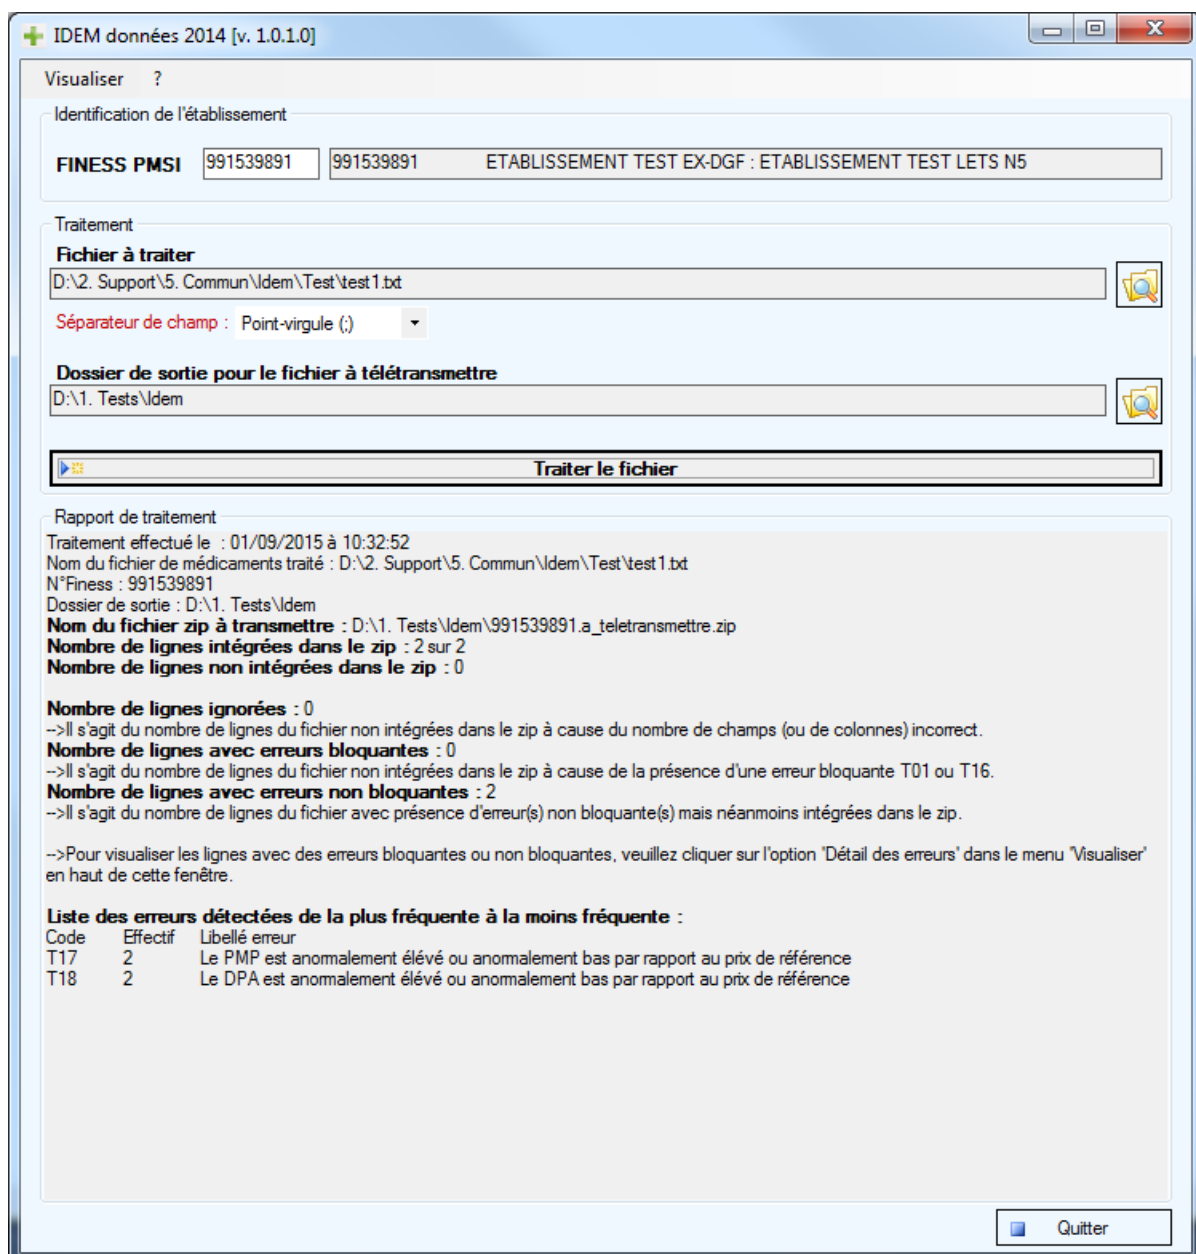 IDEM données 2014 [v. 1.0.1.0]
Visualiser ?
Identification de l'établissement
FINESS PMSI 991539891 991539891 ETABLISSEMENT TEST EX-DGF : ETABLISSEMENT TEST LETS N5
Traitement
Fichier à traiter
D:\2. Support\5. Commun\Idem\Test\test1.txt
Séparateur de champ : Point-virgule (;)
Dossier de sortie pour le fichier à télétransmettre
D:\1. Tests\Idem
Traiter le fichier
Rapport de traitement
Traitement effectué le : 01/09/2015 à 10:32:52
Nom du fichier de médicaments traité : D:\2. Support\5. Commun\Idem\Test\test1.txt
N°Finess : 991539891
Dossier de sortie : D:\1. Tests\Idem
Nom du fichier zip à transmettre : D:\1. Tests\Idem\991539891.a_teletransmettre.zip
Nombre de lignes intégrées dans le zip : 2 sur 2
Nombre de lignes non intégrées dans le zip : 0
Nombre de lignes ignorées : 0
-->Il s'agit du nombre de lignes du fichier non intégrées dans le zip à cause du nombre de champs (ou de colonnes) incorrect.
Nombre de lignes avec erreurs bloquantes : 0
-->Il s'agit du nombre de lignes du fichier non intégrées dans le zip à cause de la présence d'une erreur bloquante T01 ou T16.
Nombre de lignes avec erreurs non bloquantes : 2
-->Il s'agit du nombre de lignes du fichier avec présence d'erreur(s) non bloquante(s) mais néanmoins intégrées dans le zip.
-->Pour visualiser les lignes avec des erreurs bloquantes ou non bloquantes, veuillez cliquer sur l'option 'Détail des erreurs' dans le menu 'Visualiser'
en haut de cette fenêtre.
Liste des erreurs détectées de la plus fréquente à la moins fréquente :
Code Effectif Libellé erreur
T17 2 Le PMP est anormalement élévé ou anormalement bas par rapport au prix de référence
T18 2 Le DPA est anormalement élévé ou anormalement bas par rapport au prix de référence
Quitter